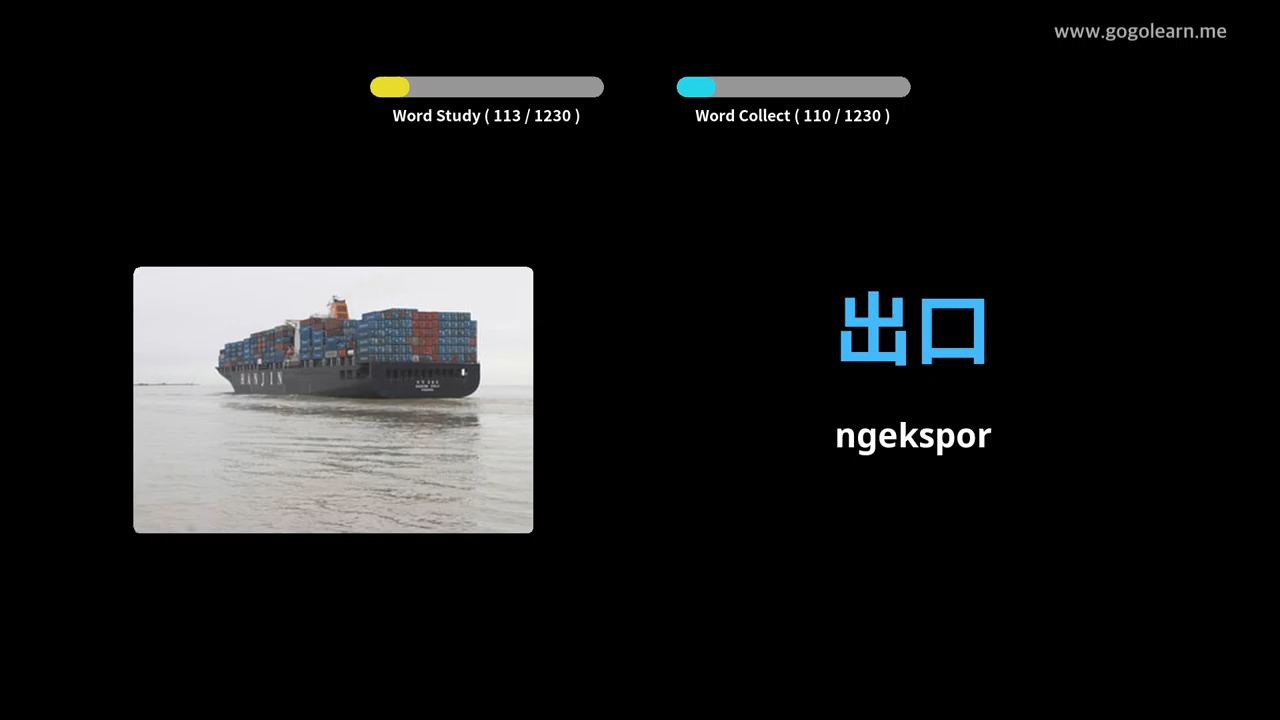 www.gogolearn.me
Word Study ( 113 / 1230 )
Word Collect ( 110 / 1230 )
HANJIN
出口
ngekspor